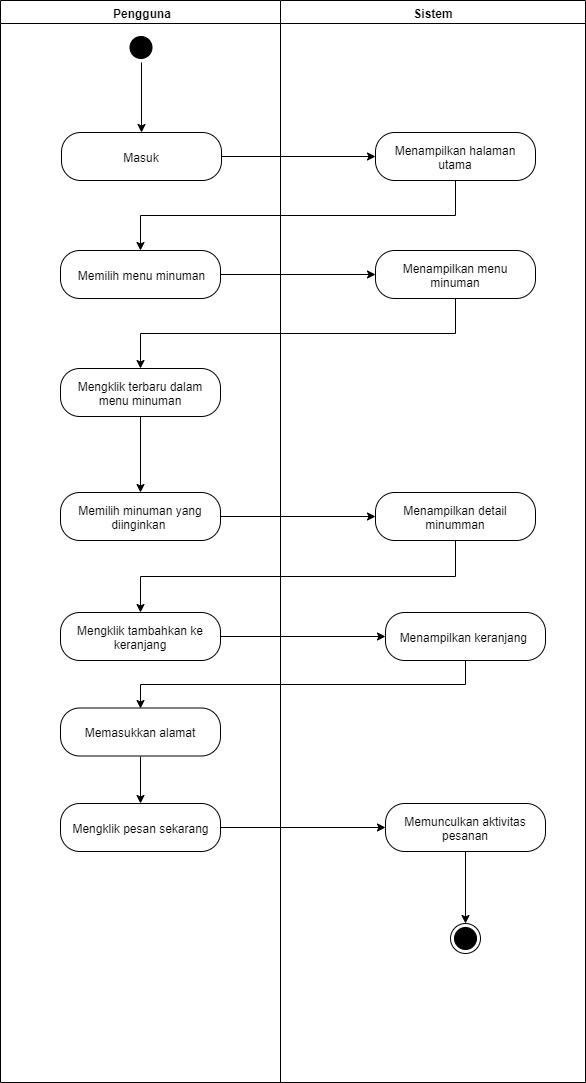 Pengguna
Sistem
Masuk
Menampilkan halaman
utama
Memilih menu minuman
Menampilkan menu
minuman
Mengklik terbaru dalam
menu minuman
Memilih minuman yang
diinginkan
Menampilkan detail
minumman
Mengklik tambahkan ke
keranjang
Menampilkan keranjang
Memasukkan alamat
Mengklik pesan sekarang
Memunculkan aktivitas
pesanan